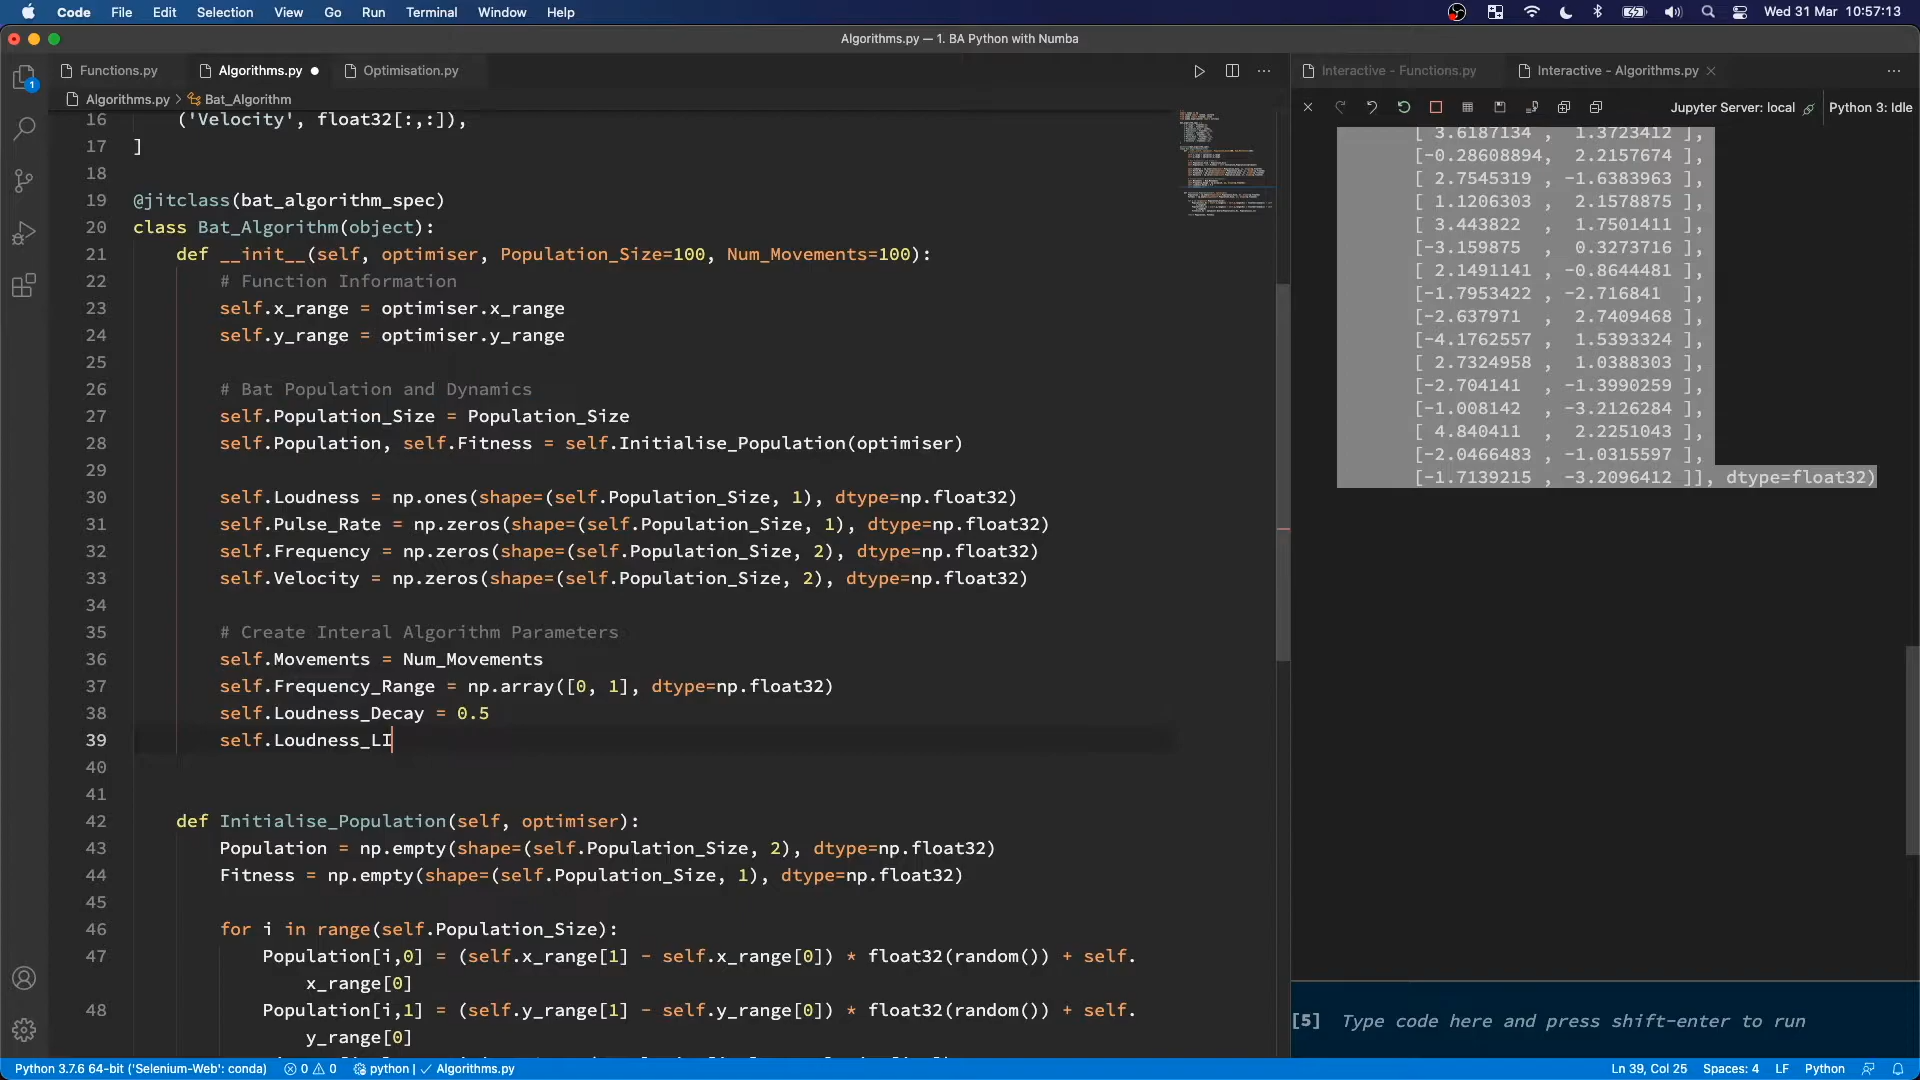 Code File Edit Selection View Go Run Terminal Window Help Wed 31 Mar 10:57:13
Algorithms.py — 1. BA Python with Numba
Functions.py Algorithms.py Optimisation.py Interactive - Functions.py Interactive - Algorithms.py
Algorithms.py > Bat_Algorithm Jupyter Server: local Python 3: Idle
16 ('Velocity', float32[:,:]),
17 ]
18
19 @jitclass(bat_algorithm_spec)
20 class Bat_Algorithm(object):
21 def __init__(self, optimiser, Population_Size=100, Num_Movements=100):
22 # Function Information
23 self.x_range = optimiser.x_range
24 self.y_range = optimiser.y_range
25
26 # Bat Population and Dynamics
27 self.Population_Size = Population_Size
28 self.Population, self.Fitness = self.Initialise_Population(optimiser)
29
30 self.Loudness = np.ones(shape=(self.Population_Size, 1), dtype=np.float32)
31 self.Pulse_Rate = np.zeros(shape=(self.Population_Size, 1), dtype=np.float32)
32 self.Frequency = np.zeros(shape=(self.Population_Size, 2), dtype=np.float32)
33 self.Velocity = np.zeros(shape=(self.Population_Size, 2), dtype=np.float32)
34
35 # Create Interal Algorithm Parameters
36 self.Movements = Num_Movements
37 self.Frequency_Range = np.array([0, 1], dtype=np.float32)
38 self.Loudness_Decay = 0.5
39 self.Loudness_LI
40
41
42 def Initialise_Population(self, optimiser):
43 Population = np.empty(shape=(self.Population_Size, 2), dtype=np.float32)
44 Fitness = np.empty(shape=(self.Population_Size, 1), dtype=np.float32)
45
46 for i in range(self.Population_Size):
47 Population[i,0] = (self.x_range[1] - self.x_range[0]) * float32(random()) + self.
x_range[0]
48 Population[i,1] = (self.y_range[1] - self.y_range[0]) * float32(random()) + self.
y_range[0]
[ 3.6187134 , 1.3723412 ],
[-0.28608894, 2.2157674 ],
[ 2.7545319 , -1.6383963 ],
[ 1.1206303 , 2.1578875 ],
[ 3.443822 , 1.7501411 ],
[-3.159875 , 0.3273716 ],
[ 2.1491141 , -0.8644481 ],
[-1.7953422 , -2.716841 ],
[-2.637971 , 2.7409468 ],
[-4.1762557 , 1.5393324 ],
[ 2.7324958 , 1.0388303 ],
[-2.704141 , -1.3990259 ],
[-1.008142 , -3.2126284 ],
[ 4.840411 , 2.2251043 ],
[-2.0466483 , -1.0315597 ],
[-1.7139215 , -3.2096412 ]], dtype=float32)
[5] Type code here and press shift-enter to run
Python 3.7.6 64-bit ('Selenium-Web': conda) 0 0 python | ✓ Algorithms.py Ln 39, Col 25 Spaces: 4 LF Python